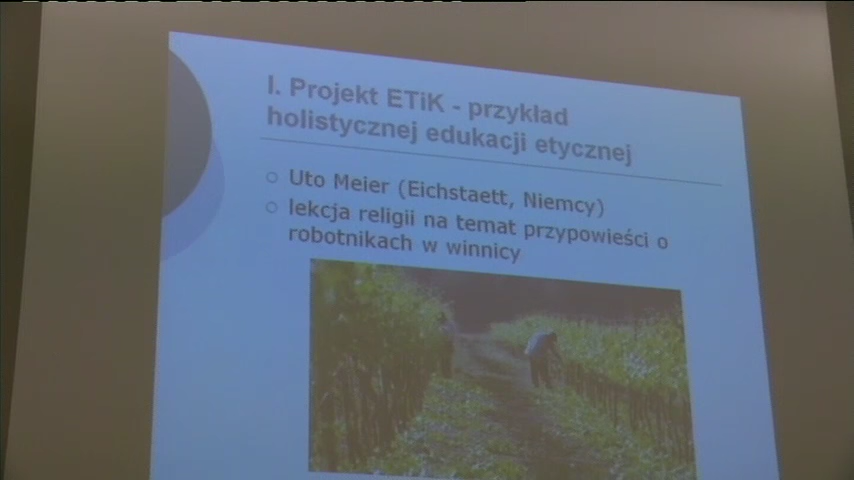 I. Projekt ETiK - przykład
holistycznej edukacji etycznej
Uto Meier (Eichstaett, Niemcy)
lekcja religii na temat przypowieści o
robotnikach w winnicy